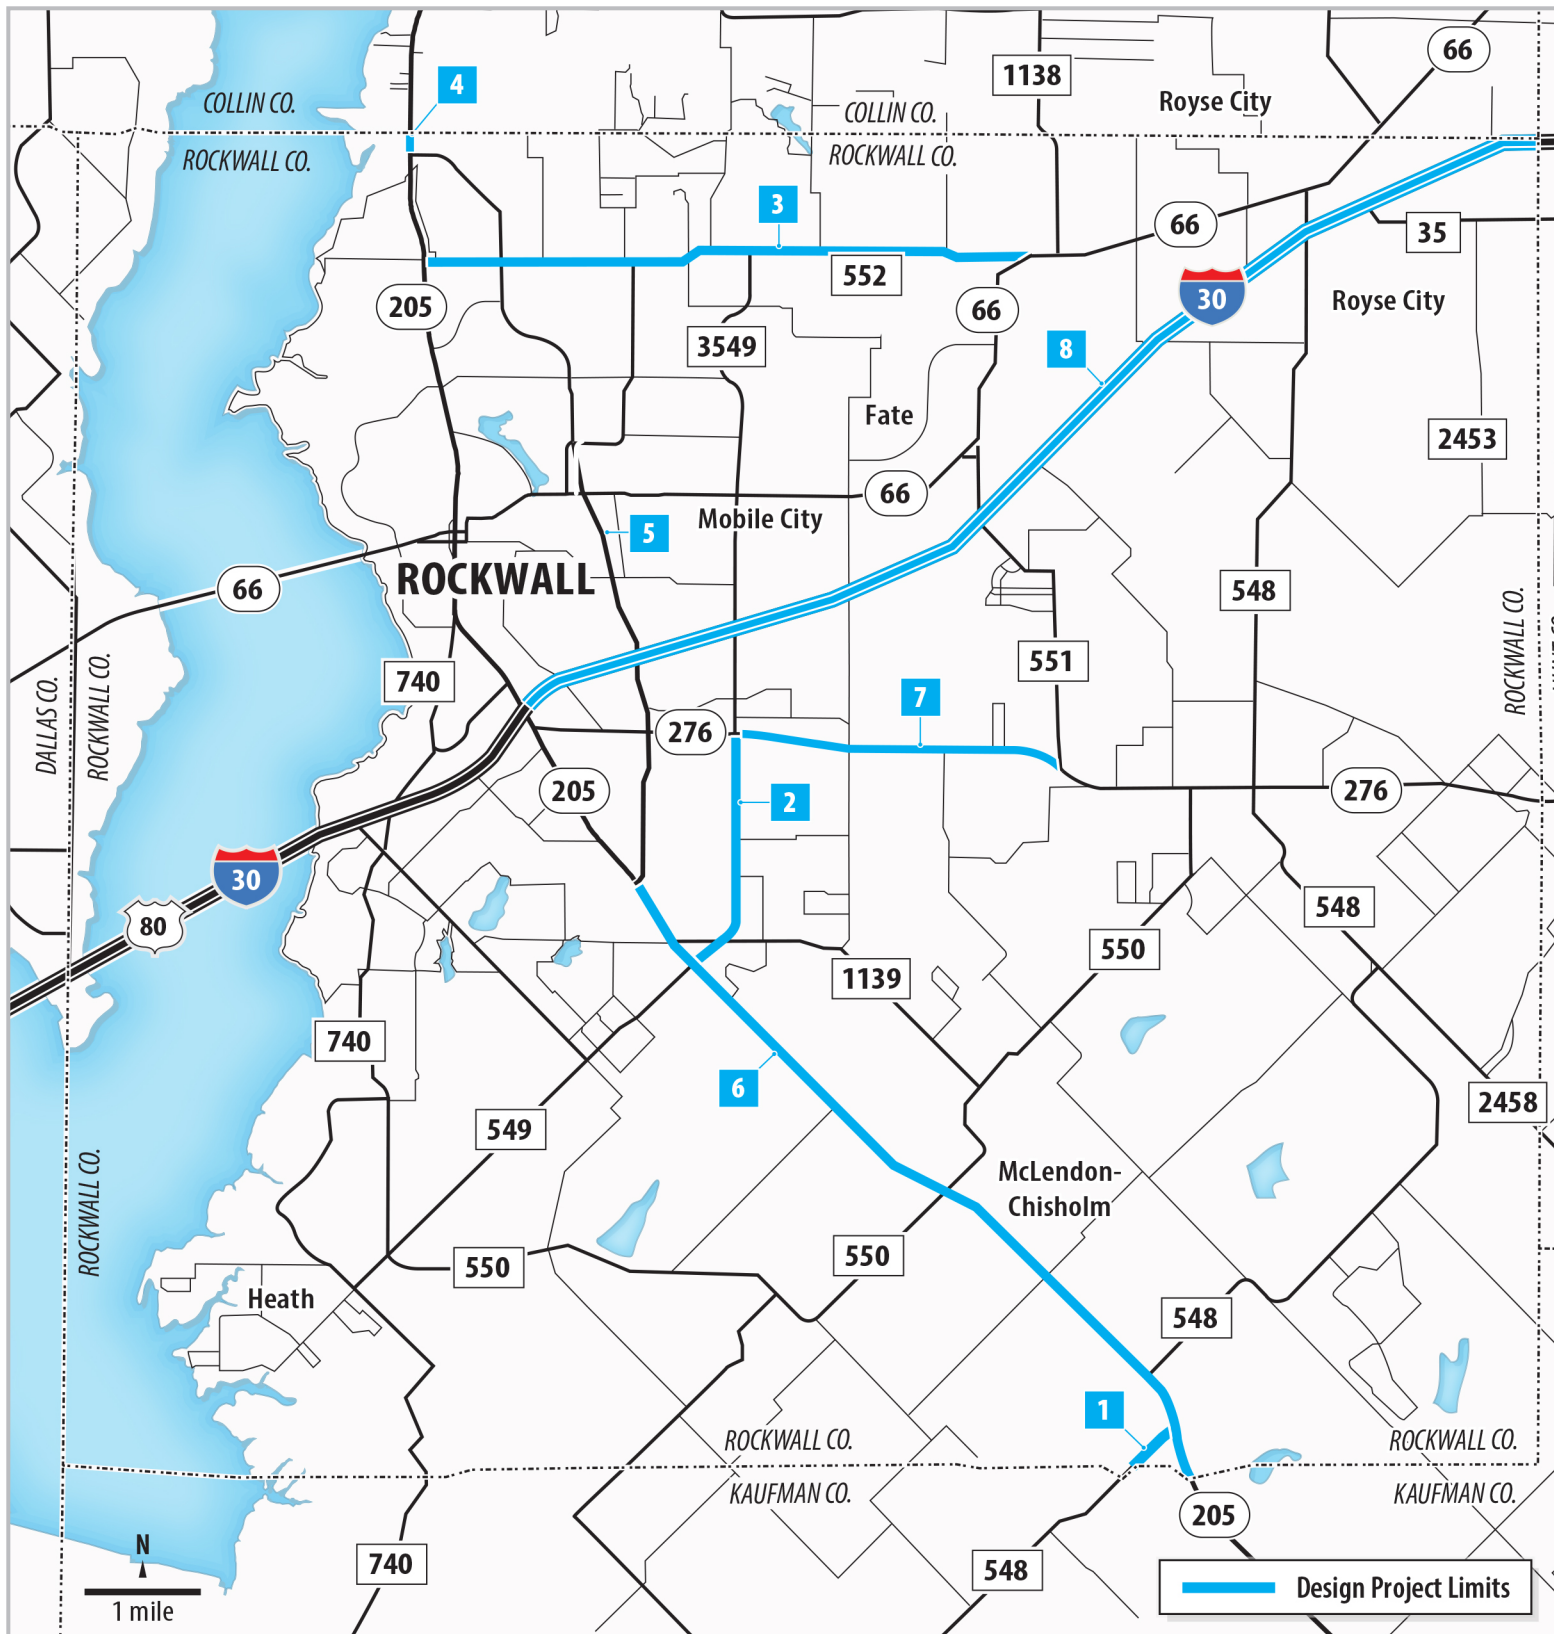 66
1138
4
COLLIN CO.
Royse City
COLLIN CO.
ROCKWALL CO.
ROCKWALL CO.
3
66
35
552
30
Royse City
205
66
3549
8
Fate
2453
66
Mobile City
5
ROCKWALL
66
548
ROCKWALL CO.
551
740
DALLAS CO.
ROCKWALL CO.
7
276
205
2
276
30
80
548
550
1139
740
6
2458
549
McLendon-
Chisholm
ROCKWALL CO.
550
550
Heath
548
1
ROCKWALL CO.
ROCKWALL CO.
KAUFMAN CO.
KAUFMAN CO.
205
N
740
548
1 mile
Design Project Limits